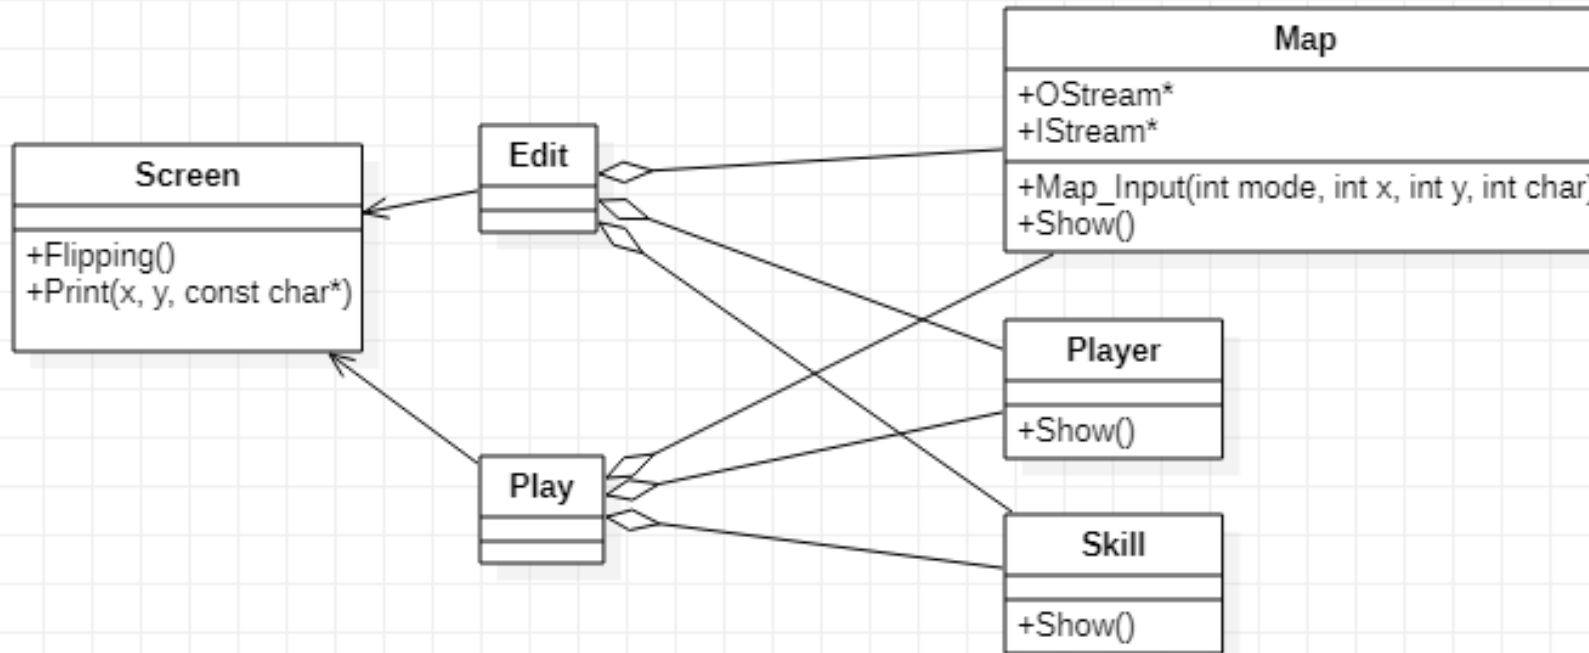 Screen
+Flipping()
+Print(x, y, const char*)
Edit
Play
Map
+OStream*
+IStream*
+Map_Input(int mode, int x, int y, int char)
+Show()
Player
+Show()
Skill
+Show()